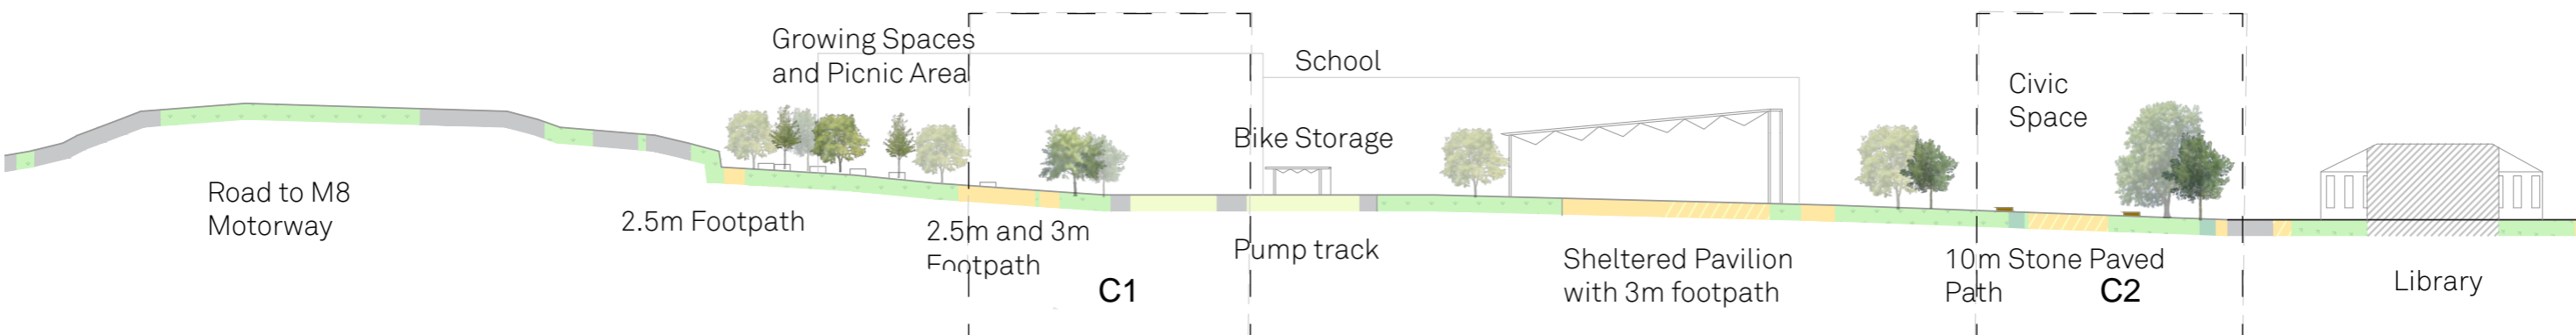 Growing Spaces
and Picnic Area
School
Civic
Space
Bike Storage
Road to M8
Motorway
2.5m Footpath
2.5m and 3m
Footpath
Pump track
Sheltered Pavilion
with 3m footpath
10m Stone Paved
Path
Library
C1
C2